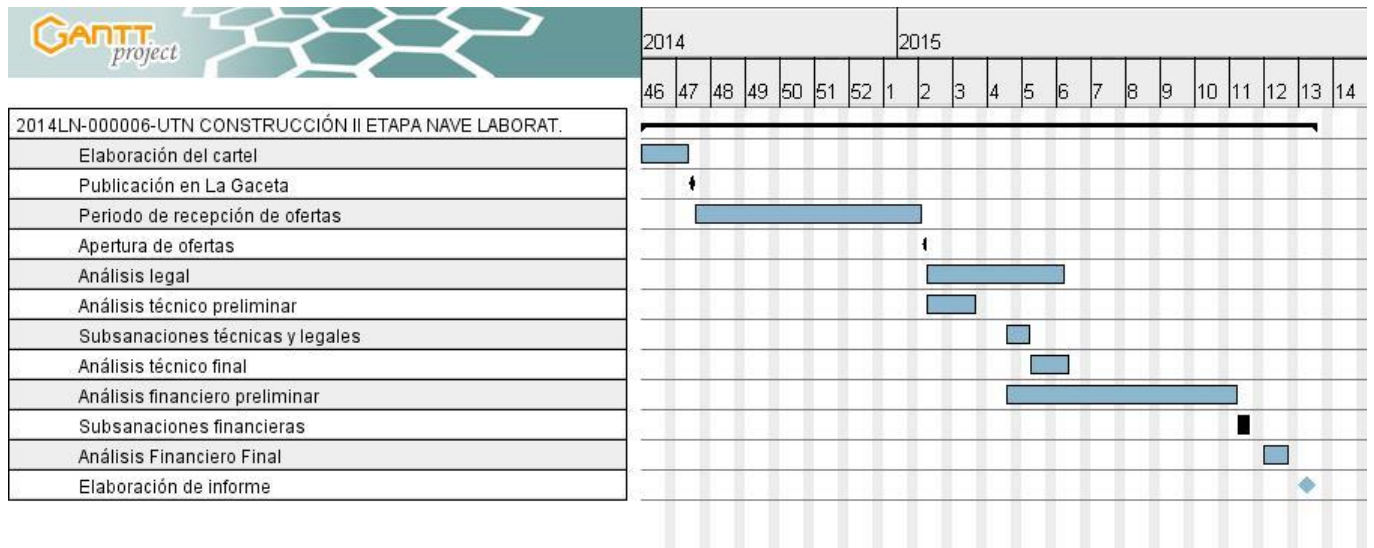 GANTT
project
2014 2015
46 47 48 49 50 51 52 1 2 3 4 5 6 7 8 9 10 11 12 13 14
2014LN-000006-UTN CONSTRUCCIÓN II ETAPA NAVE LABORAT.
Elaboración del cartel
Publicación en La Gaceta
Periodo de recepción de ofertas
Apertura de ofertas
Análisis legal
Análisis técnico preliminar
Subsanaciones técnicas y legales
Análisis técnico final
Análisis financiero preliminar
Subsanaciones financieras
Análisis Financiero Final
Elaboración de informe